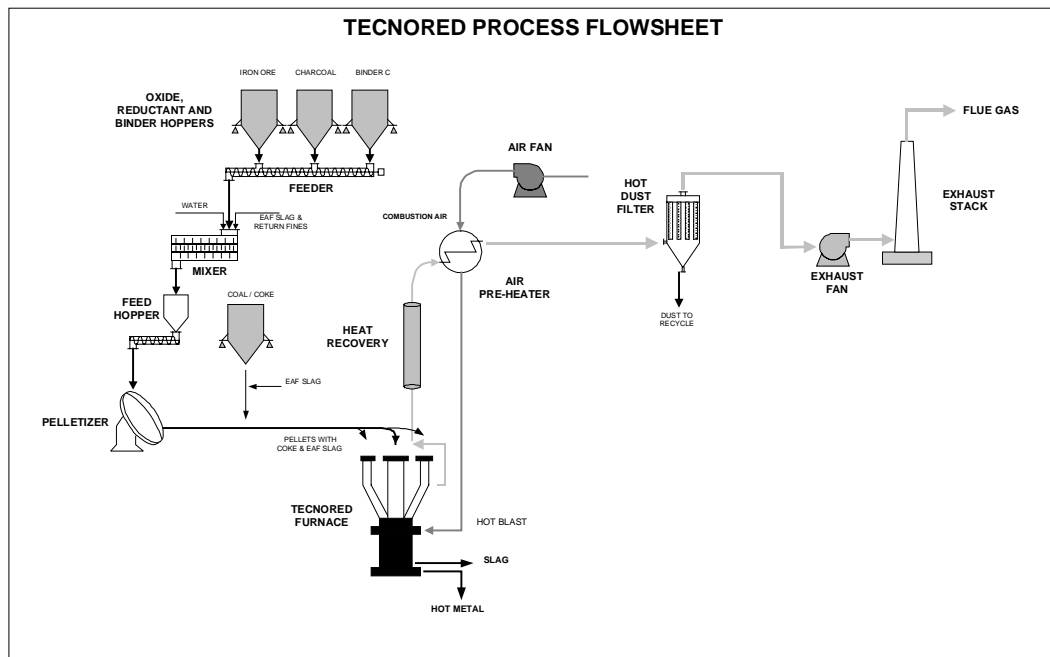 TECNORED PROCESS FLOWSHEET
IRON ORE
CHARCOAL
BINDER C
OXIDE,
REDUCTANT AND
BINDER HOPPERS
FEEDER
WATER
EAF SLAG &
RETURN FINES
MIXER
FEED
HOPPER
COAL / COKE
EAF SLAG
PELLETIZER
PELLETS WITH
COKE & EAF SLAG
TECNORED
FURNACE
HOT BLAST
SLAG
HOT METAL
HEAT
RECOVERY
AIR FAN
COMBUSTION AIR
AIR
PRE-HEATER
HOT
DUST
FILTER
DUST TO
RECYCLE
EXHAUST
FAN
EXHAUST
STACK
FLUE GAS